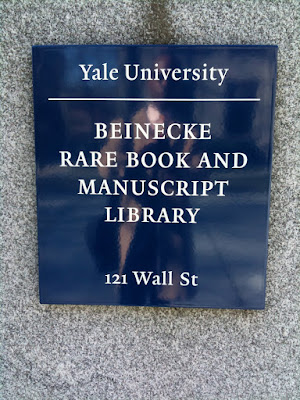 Yale University
BEINECKE
RARE BOOK AND
MANUSCRIPT
LIBRARY
121 Wall St